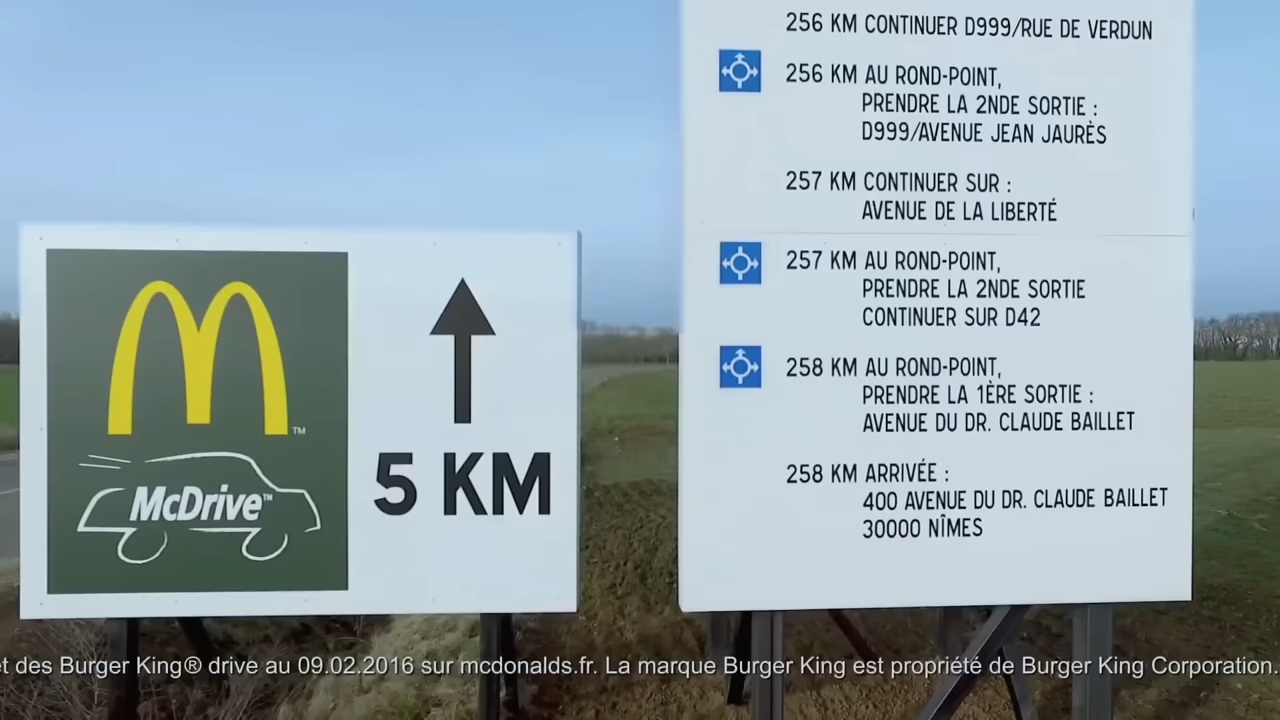 McDrive™
TM
5 KM
256 KM CONTINUER D999/RUE DE VERDUN
256 KM AU ROND-POINT,
PRENDRE LA 2NDE SORTIE :
D999/AVENUE JEAN JAURÈS
257 KM CONTINUER SUR :
AVENUE DE LA LIBERTÉ
257 KM AU ROND-POINT,
PRENDRE LA 2NDE SORTIE
CONTINUER SUR D42
258 KM AU ROND-POINT,
PRENDRE LA 1ÈRE SORTIE :
AVENUE DU DR. CLAUDE BAILLET
258 KM ARRIVÉE :
400 AVENUE DU DR. CLAUDE BAILLET
30000 NÎMES
et des Burger King® drive au 09.02.2016 sur mcdonalds.fr. La marque Burger King est propriété de Burger King Corporation.